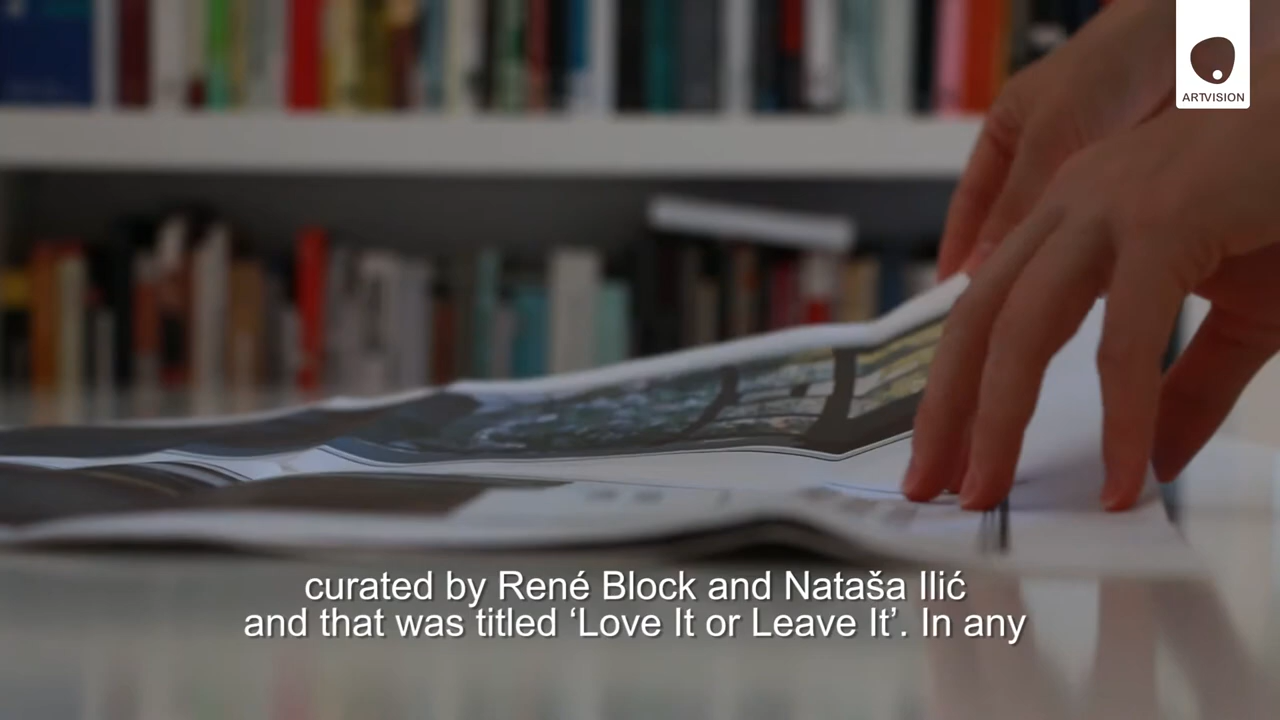 ARTVISION
curated by René Block and Nataša Ilić
and that was titled ‘Love It or Leave It’. In any